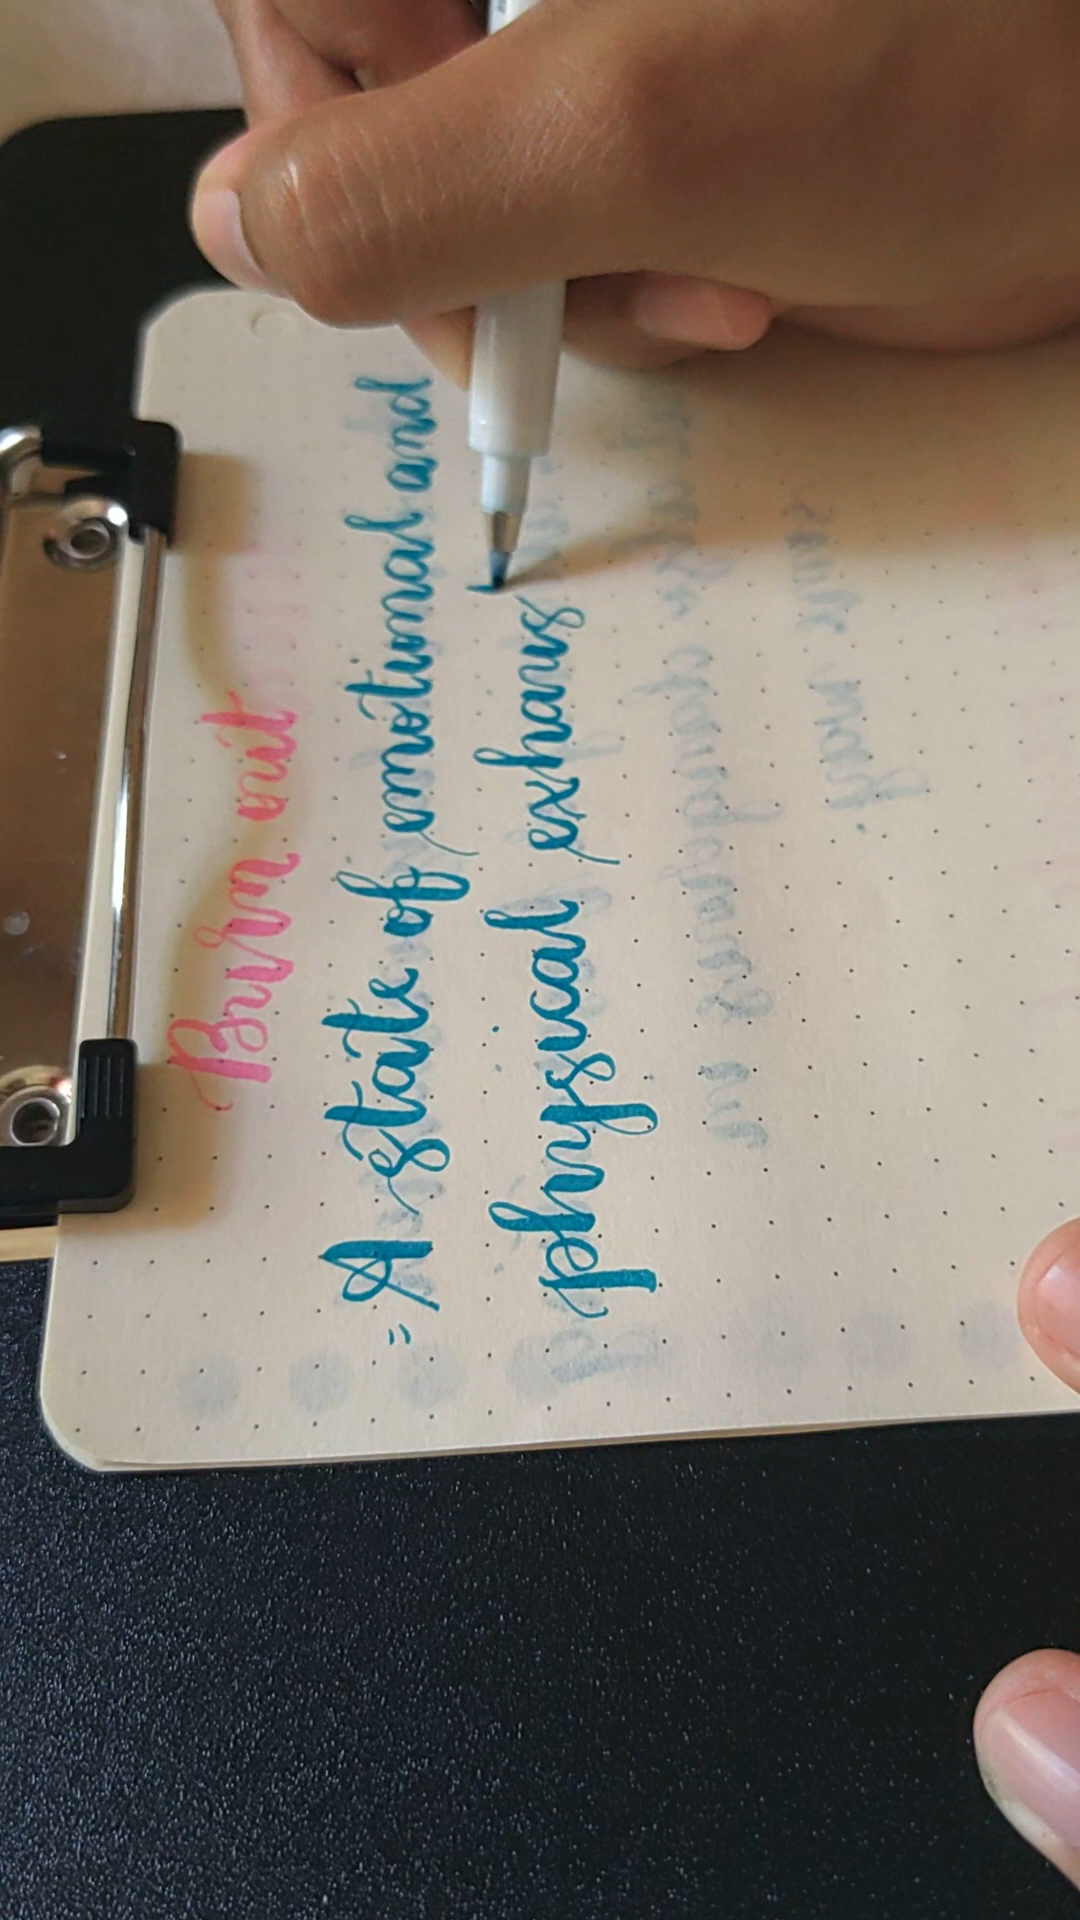 Burn out
= A state of emotional and
physical exhaus